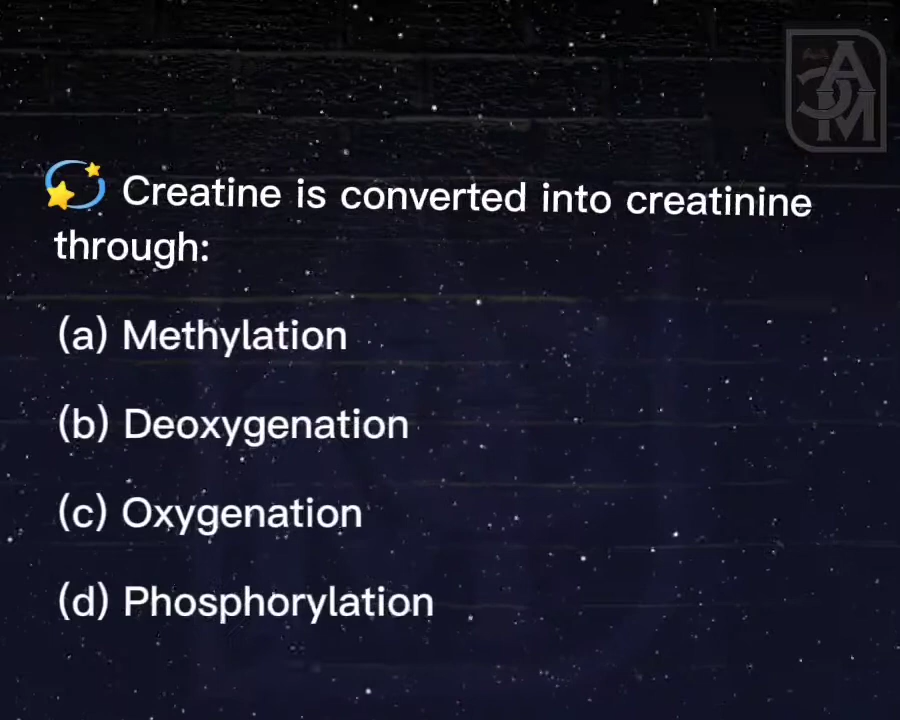 💫 Creatine is converted into creatinine
through:
(a) Methylation
(b) Deoxygenation
(c) Oxygenation
(d) Phosphorylation